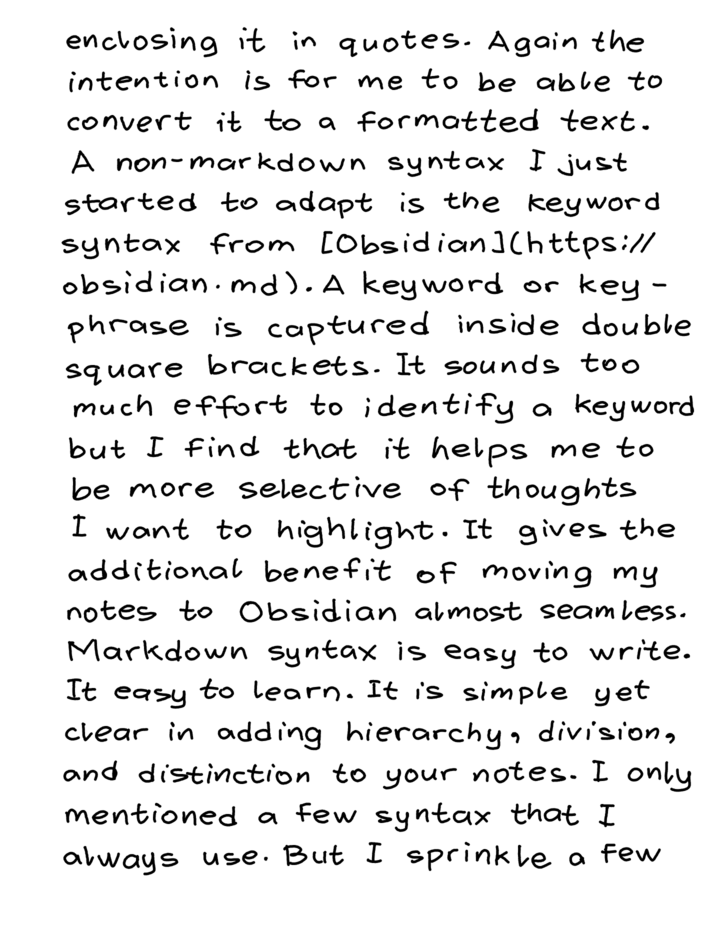 enclosing it in quotes. Again the
intention is for me to be able to
convert it to a formatted text.
A non-markdown syntax I just
started to adapt is the keyword
syntax from [Obsidian](https://
obsidian.md). A keyword or key-
phrase is captured inside double
square brackets. It sounds too
much effort to identify a keyword
but I find that it helps me to
be more selective of thoughts
I want to highlight. It gives the
additional benefit of moving my
notes to Obsidian almost seamless.
Markdown syntax is easy to write.
It easy to learn. It is simple yet
clear in adding hierarchy, division,
and distinction to your notes. I only
mentioned a few syntax that I
always use. But I sprinkle a few